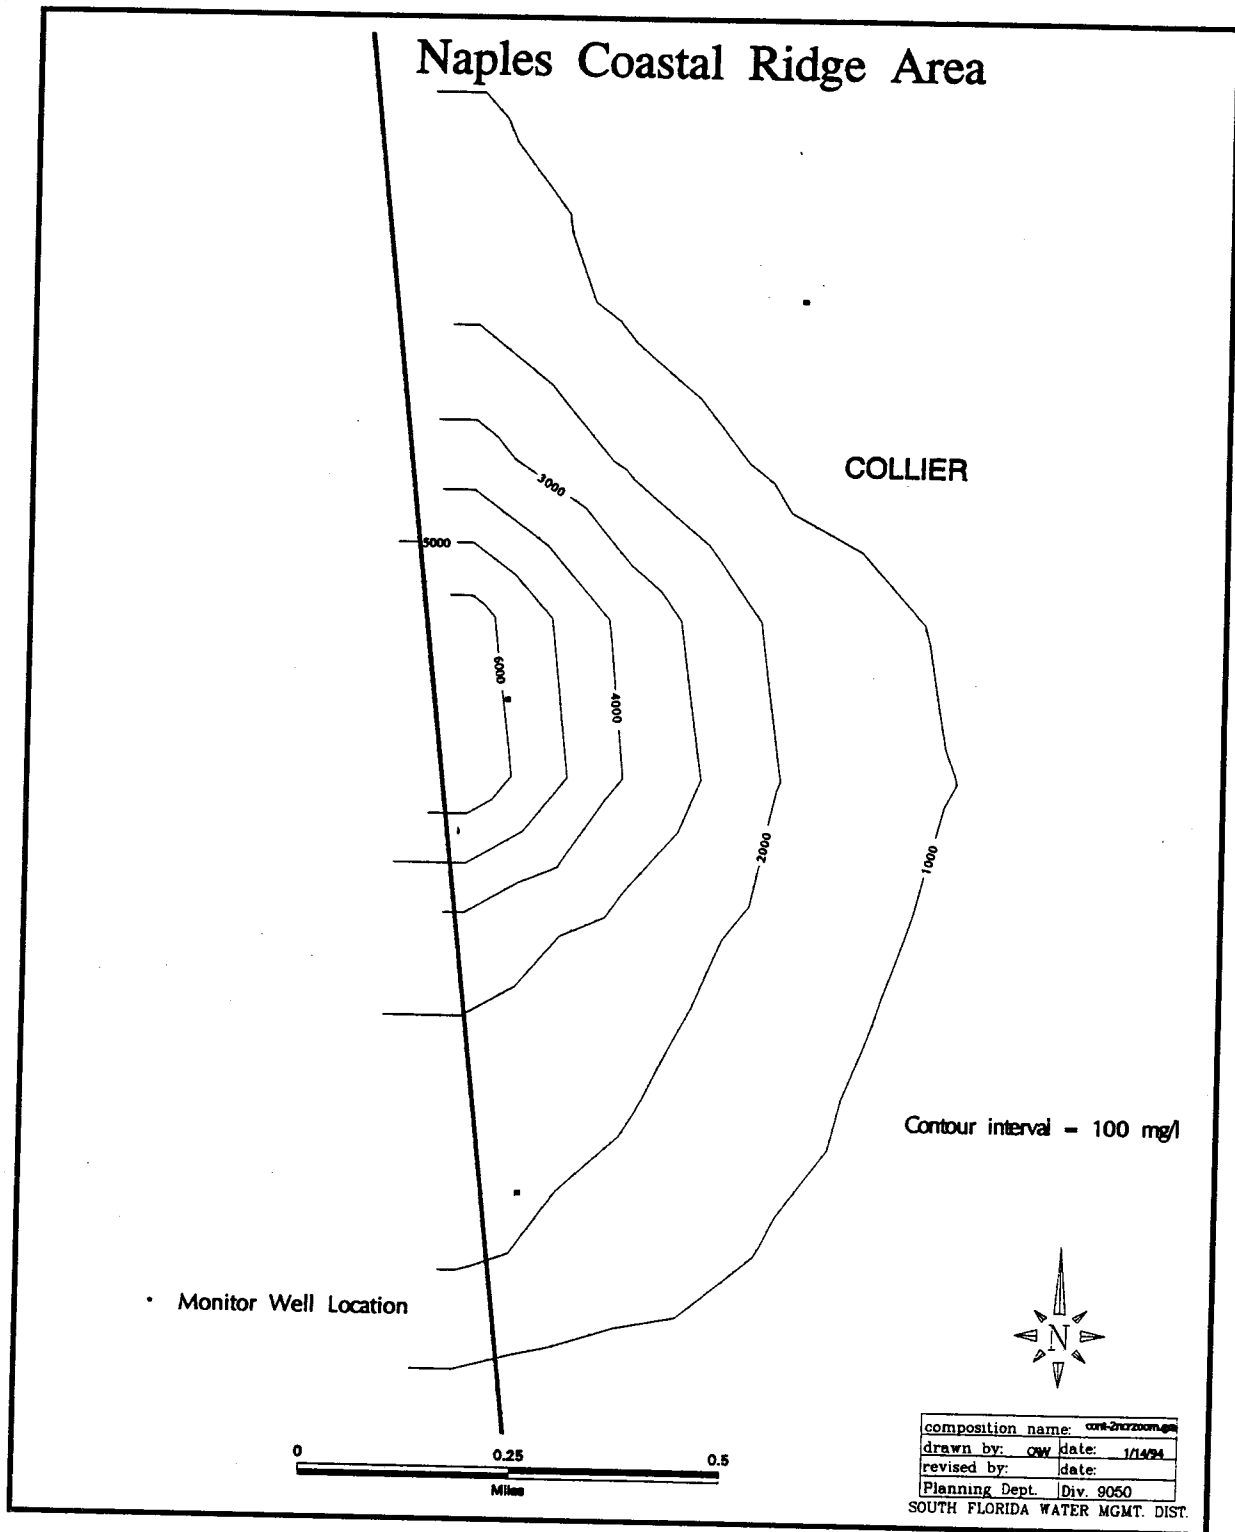 Naples Coastal Ridge Area
COLLIER
3000
5000
6000
4000
2000
1000
Contour interval = 100 mg/l
· Monitor Well Location
N
0 0.25 0.5
Miles
composition name:
drawn by: OW date: 1/14/94
revised by: date:
Planning Dept. Div. 9050
SOUTH FLORIDA WATER MGMT. DIST.